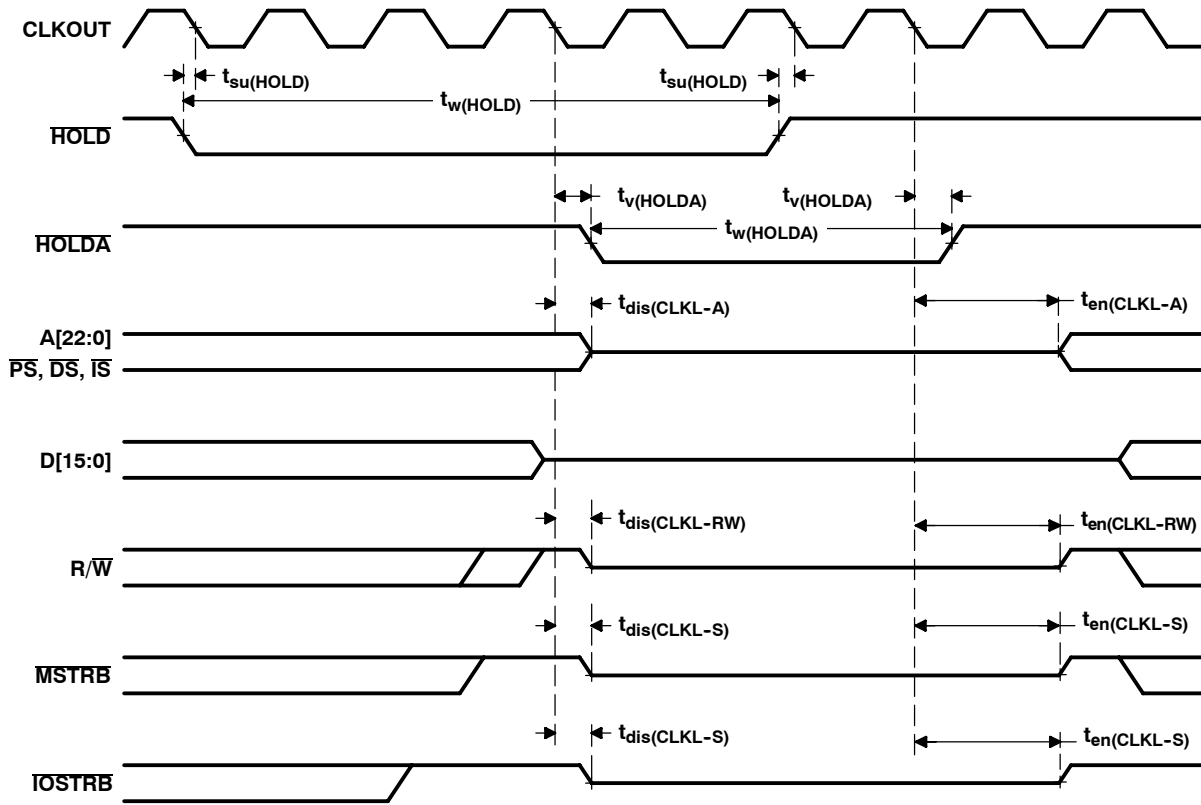 CLKOUT
tsu(HOLD)
tsu(HOLD)
tw(HOLD)
HOLD
tv(HOLDA)
tv(HOLDA)
HOLDA
tw(HOLDA)
tdis(CLKL-A)
ten(CLKL-A)
A[22:0]
PS, DS, IS
D[15:0]
tdis(CLKL-RW)
ten(CLKL-RW)
R/W
tdis(CLKL-S)
ten(CLKL-S)
MSTRB
tdis(CLKL-S)
ten(CLKL-S)
IOSTRB